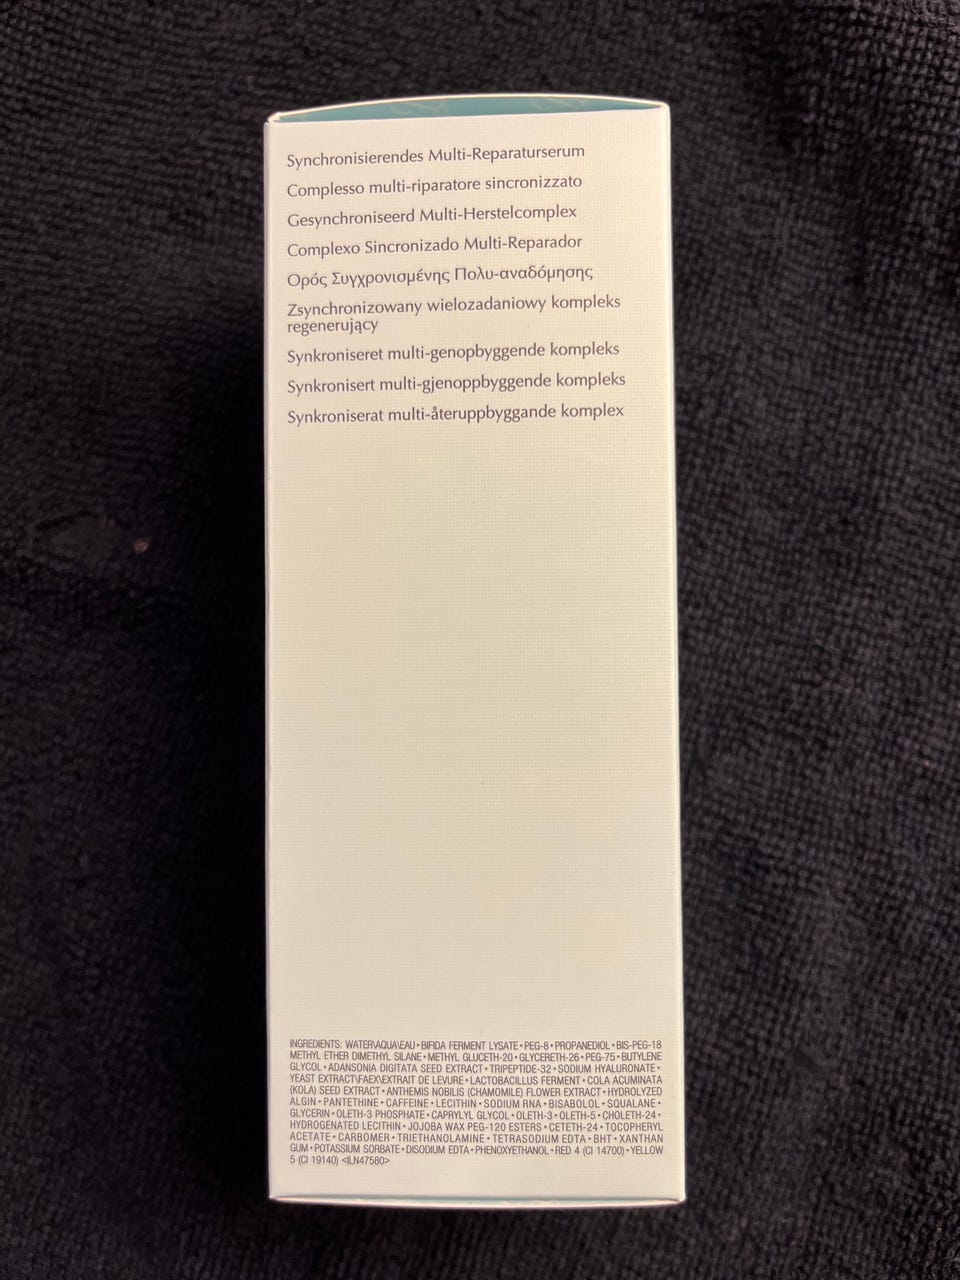 Synchronisierendes Multi-Reparaturserum
Complesso multi-riparatore sincronizzato
Gesynchroniseerd Multi-Herstelcomplex
Complexo Sincronizado Multi-Reparador
Ορός Συγχρονισμένης Πολυ-αναδόμησης
Zsynchronizowany wielozadaniowy kompleks
regenerujący
Synkroniseret multi-genopbyggende kompleks
Synkronisert multi-gjenoppbyggende kompleks
Synkroniserat multi-återuppbyggande komplex
INGREDIENTS: WATER\AQUA\EAU • BIFIDA FERMENT LYSATE • PEG-8 • PROPANEDIOL • BIS-PEG-18
METHYL ETHER DIMETHYL SILANE • METHYL GLUCETH-20 • GLYCERETH-26 • PEG-75 • BUTYLENE
GLYCOL • ADANSONIA DIGITATA SEED EXTRACT • TRIPEPTIDE-32 • SODIUM HYALURONATE •
YEAST EXTRACT\FAEX\EXTRAIT DE LEVURE • LACTOBACILLUS FERMENT • COLA ACUMINATA
(KOLA) SEED EXTRACT • ANTHEMIS NOBILIS (CHAMOMILE) FLOWER EXTRACT • HYDROLYZED
ALGIN • PANTETHINE • CAFFEINE • LECITHIN • SODIUM RNA • BISABOLOL • SQUALANE •
GLYCERIN • OLETH-3 PHOSPHATE • CAPRYLYL GLYCOL • OLETH-3 • OLETH-5 • CHOLETH-24 •
HYDROGENATED LECITHIN • JOJOBA WAX PEG-120 ESTERS • CETETH-24 • TOCOPHERYL
ACETATE • CARBOMER • TRIETHANOLAMINE • TETRASODIUM EDTA • BHT • XANTHAN
GUM • POTASSIUM SORBATE • DISODIUM EDTA • PHENOXYETHANOL • RED 4 (CI 14700) • YELLOW
5 (CI 19140) <ILN47580>